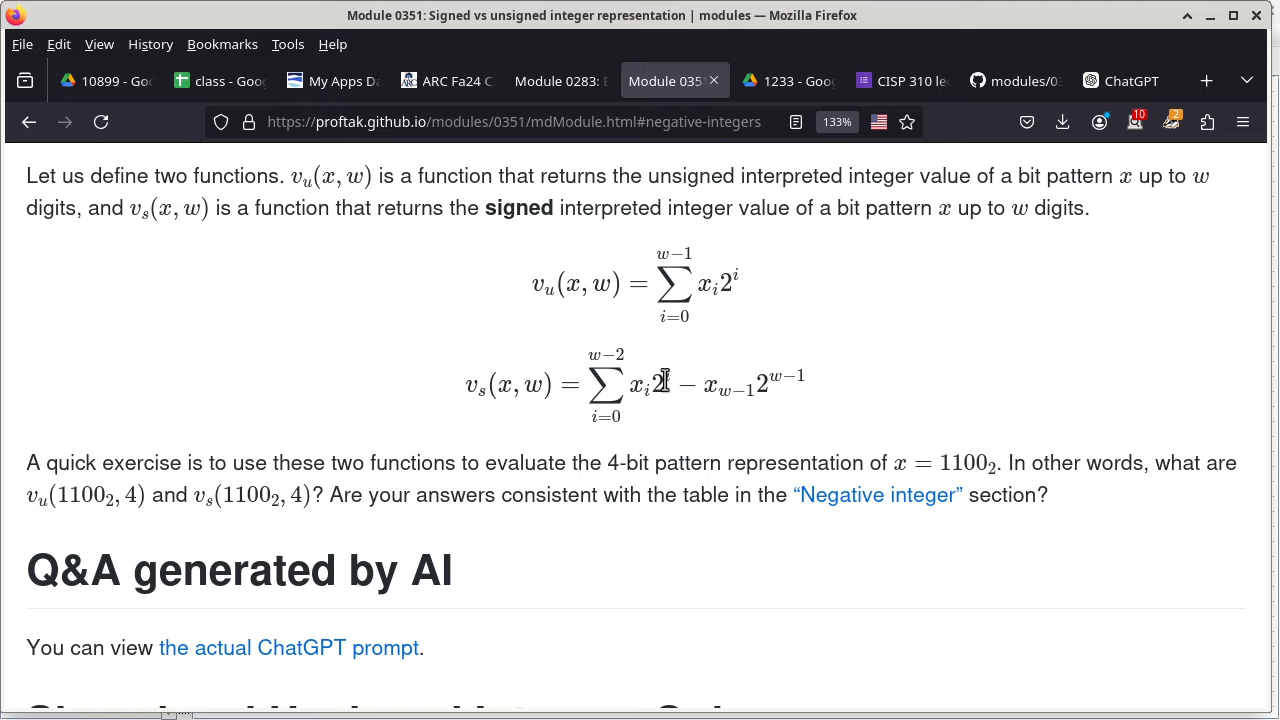 Module 0351: Signed vs unsigned integer representation | modules — Mozilla Firefox
File Edit View History Bookmarks Tools Help
10899 - Goo class - Goog My Apps Da ARC Fa24 C Module 0283: E Module 0351 1233 - Goog CISP 310 le modules/03 ChatGPT
https://proftak.github.io/modules/0351/mdModule.html#negative-integers 133% 10 2
Let us define two functions. v_u(x, w) is a function that returns the unsigned interpreted integer value of a bit pattern x up to w
digits, and v_s(x, w) is a function that returns the signed interpreted integer value of a bit pattern x up to w digits.
v_u(x, w) = ∑_{i=0}^{w−1} x_i 2^i
v_s(x, w) = ∑_{i=0}^{w−2} x_i 2^i − x_{w−1} 2^{w−1}
A quick exercise is to use these two functions to evaluate the 4-bit pattern representation of x = 1100₂. In other words, what are
v_u(1100₂, 4) and v_s(1100₂, 4)? Are your answers consistent with the table in the “Negative integer” section?
Q&A generated by AI
You can view the actual ChatGPT prompt.